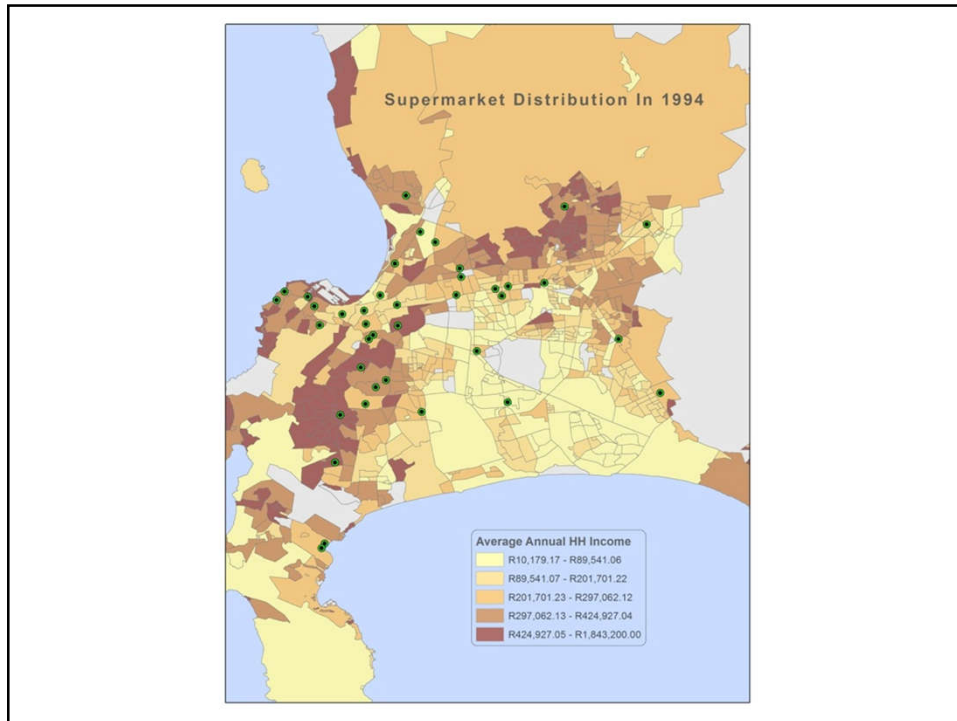 Supermarket Distribution In 1994
Average Annual HH Income
R10,179.17 - R89,541.06
R89,541.07 - R201,701.22
R201,701.23 - R297,062.12
R297,062.13 - R424,927.04
R424,927.05 - R1,843,200.00